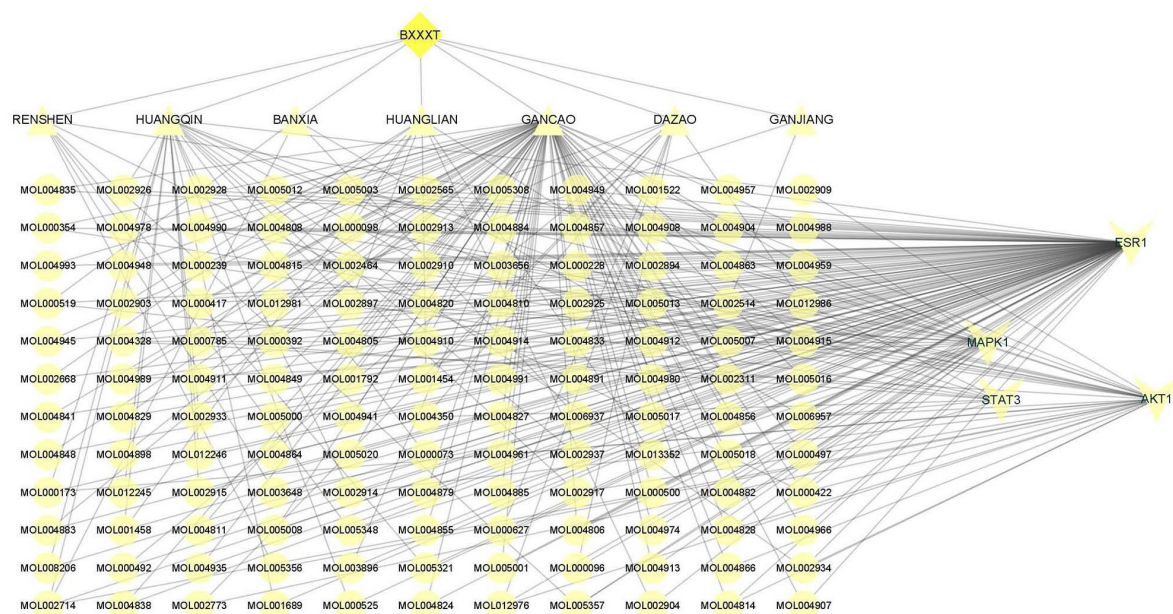 BXXXT
RENSHEN HUANGQIN BANXIA HUANGLIAN GANCAO DAZAO GANJIANG
MOL004835 MOL002926 MOL002928 MOL005012 MOL005003 MOL002565 MOL005308 MOL004949 MOL001522 MOL004957 MOL002909
MOL000354 MOL004978 MOL004990 MOL004808 MOL000098 MOL002913 MOL004884 MOL004857 MOL004908 MOL004904 MOL004988
ESR1
MOL004993 MOL004948 MOL000239 MOL004815 MOL002464 MOL002910 MOL003656 MOL000228 MOL002894 MOL004863 MOL004959
MOL000519 MOL002903 MOL000417 MOL012981 MOL002897 MOL004820 MOL004810 MOL002925 MOL005013 MOL002514 MOL012986
MOL004945 MOL004328 MOL000785 MOL000392 MOL004805 MOL004910 MOL004914 MOL004833 MOL004912 MOL005007 MOL004915
MAPK1
MOL002668 MOL004989 MOL004911 MOL004849 MOL001792 MOL001454 MOL004991 MOL004891 MOL004980 MOL002311 MOL005016
STAT3 AKT1
MOL004841 MOL004829 MOL002933 MOL005000 MOL004941 MOL004350 MOL004827 MOL006937 MOL005017 MOL004856 MOL006957
MOL004848 MOL004898 MOL012246 MOL004864 MOL005020 MOL000073 MOL004961 MOL002937 MOL013352 MOL005018 MOL000497
MOL000173 MOL012245 MOL002915 MOL003648 MOL002914 MOL004879 MOL004885 MOL002917 MOL000500 MOL004882 MOL000422
MOL004883 MOL001458 MOL004811 MOL005008 MOL005348 MOL004855 MOL000627 MOL004806 MOL004974 MOL004828 MOL004966
MOL008206 MOL000492 MOL004935 MOL005356 MOL003896 MOL005321 MOL005001 MOL000096 MOL004913 MOL004866 MOL002934
MOL002714 MOL004838 MOL002773 MOL001689 MOL000525 MOL004824 MOL012976 MOL005357 MOL002904 MOL004814 MOL004907